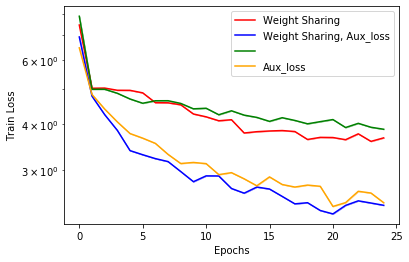 Weight Sharing
Weight Sharing, Aux_loss
Aux_loss
6 × 10⁰
4 × 10⁰
3 × 10⁰
Train Loss
0 5 10 15 20 25
Epochs